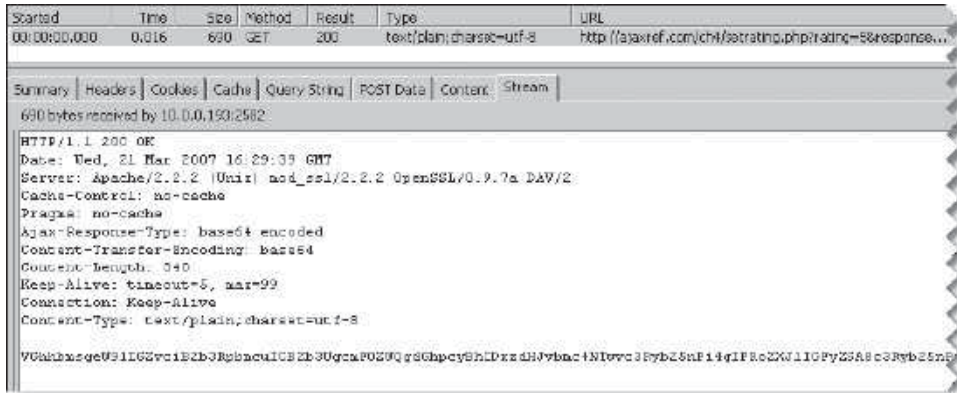 Started Time Size Method Result Type URL
00:00:00.000 0.016 690 GET 200 text/plain; charset=utf-8 http://ajaxref.com/ch4/setrating.php?rating=5&response...
Summary Headers Cookies Cache Query String POST Data Content Stream
690 bytes received by 10.0.0.193:2582
HTTP/1.1 200 OK
Date: Wed, 21 Mar 2007 16:29:39 GMT
Server: Apache/2.2.2 (Unix) mod_ssl/2.2.2 OpenSSL/0.9.7a DAV/2
Cache-Control: no-cache
Pragma: no-cache
Ajax-Response-Type: base64 encoded
Content-Transfer-Encoding: base64
Content-Length:
Keep-Alive: timeout=5, max=99
Connection: Keep-Alive
Content-Type: text/plain;charset=utf-8